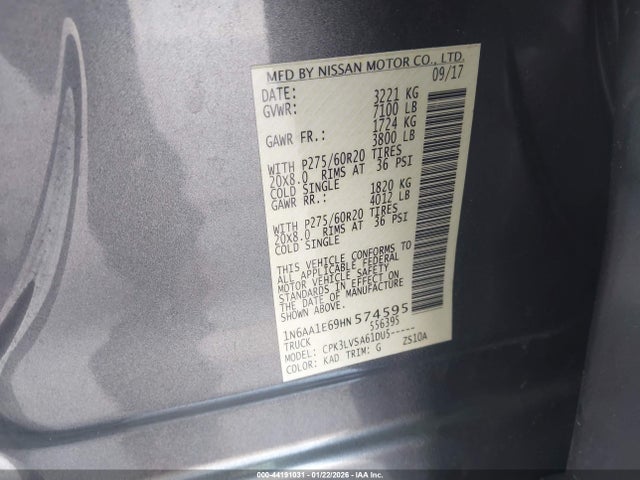 MFD BY NISSAN MOTOR CO., LTD.
DATE: 09/17
GVWR: 3221 KG
7100 LB
GAWR FR.: 1724 KG
3800 LB
WITH P275/60R20 TIRES
20X8.0 RIMS AT 36 PSI
COLD SINGLE
GAWR RR.: 1820 KG
4012 LB
WITH P275/60R20 TIRES
20X8.0 RIMS AT 36 PSI
COLD SINGLE
THIS VEHICLE CONFORMS TO
ALL APPLICABLE FEDERAL
MOTOR VEHICLE SAFETY
STANDARDS IN EFFECT ON
THE DATE OF MANUFACTURE
SHOWN ABOVE.
1N6AA1E69HN574595
TRUCK 556395
MODEL: CPK3LVSA61DU5-----
COLOR: KAD TRIM: G ZS10A
000-44191031 - 01/22/2026 - IAA Inc.